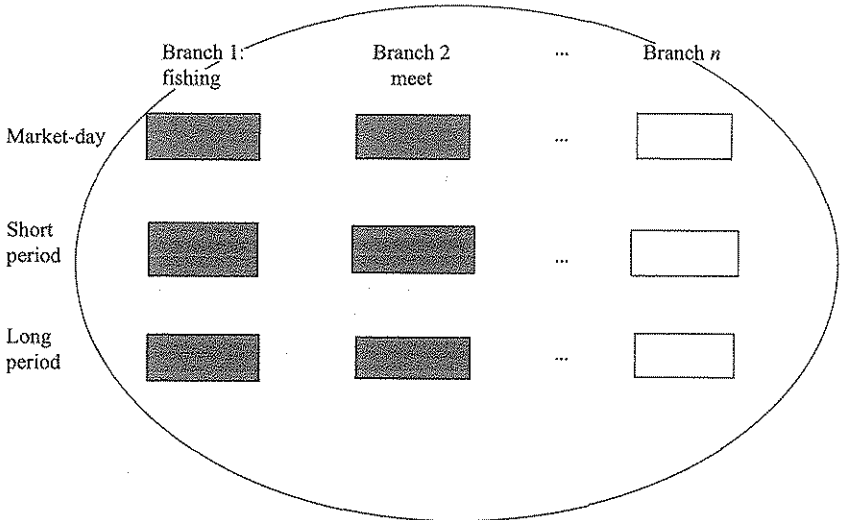 Branch 1: Branch 2 ... Branch n
fishing meet
Market-day ...
Short
period ...
Long
period ...